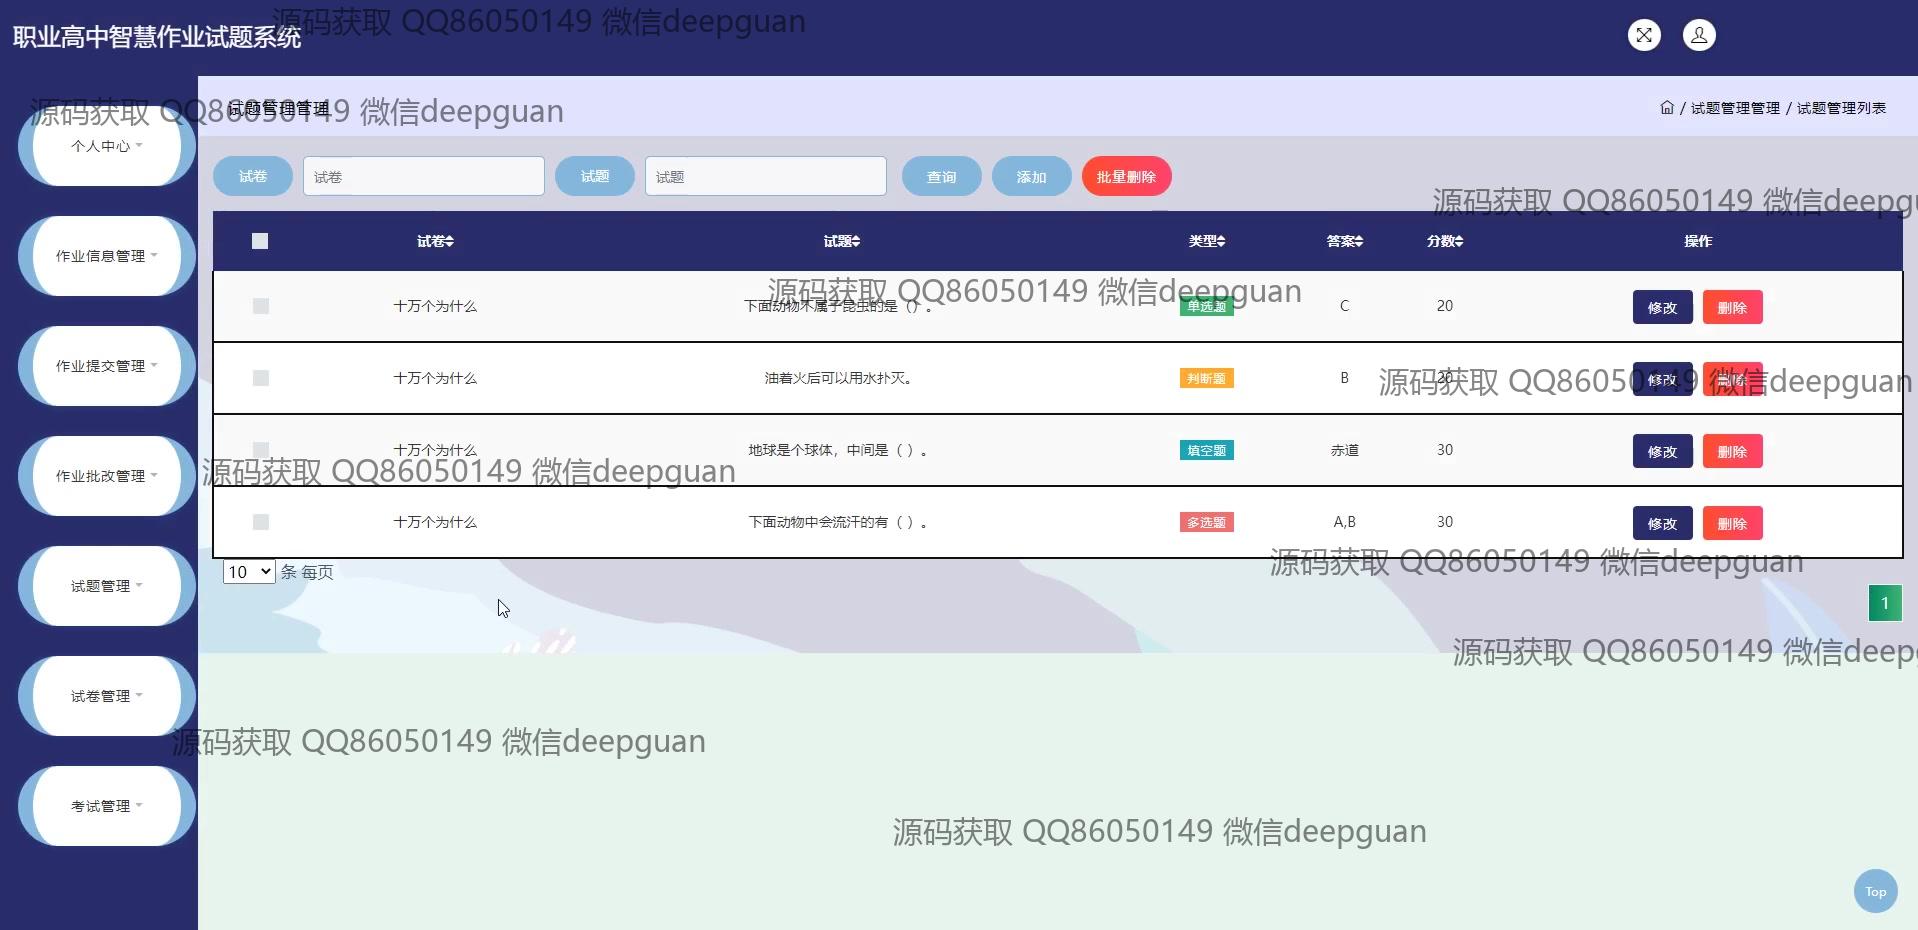 源码获取 QQ86050149 微信deepguan
职业高中智慧作业试题系统
源码获取 QQ86050149 微信deepguan
试题管理管理
/ 试题管理管理 / 试题管理列表
个人中心
试卷 试卷 试题 试题 查询 添加 批量删除
源码获取 QQ86050149 微信deepgu
试卷 试题 类型 答案 分数 操作
作业信息管理
源码获取 QQ86050149 微信deepguan
十万个为什么 下面动物不属于昆虫的是（）。 单选题 C 20 修改 删除
作业提交管理
十万个为什么 油着火后可以用水扑灭。 判断题 B 20 修改 删除
源码获取 QQ86050149 微信deepguan
十万个为什么 地球是个球体，中间是（ ）。 填空题 赤道 30 修改 删除
源码获取 QQ86050149 微信deepguan
作业批改管理
十万个为什么 下面动物中会流汗的有（ ）。 多选题 A,B 30 修改 删除
源码获取 QQ86050149 微信deepguan
10 条 每页
试题管理
1
源码获取 QQ86050149 微信deepg
试卷管理
源码获取 QQ86050149 微信deepguan
考试管理
源码获取 QQ86050149 微信deepguan
Top